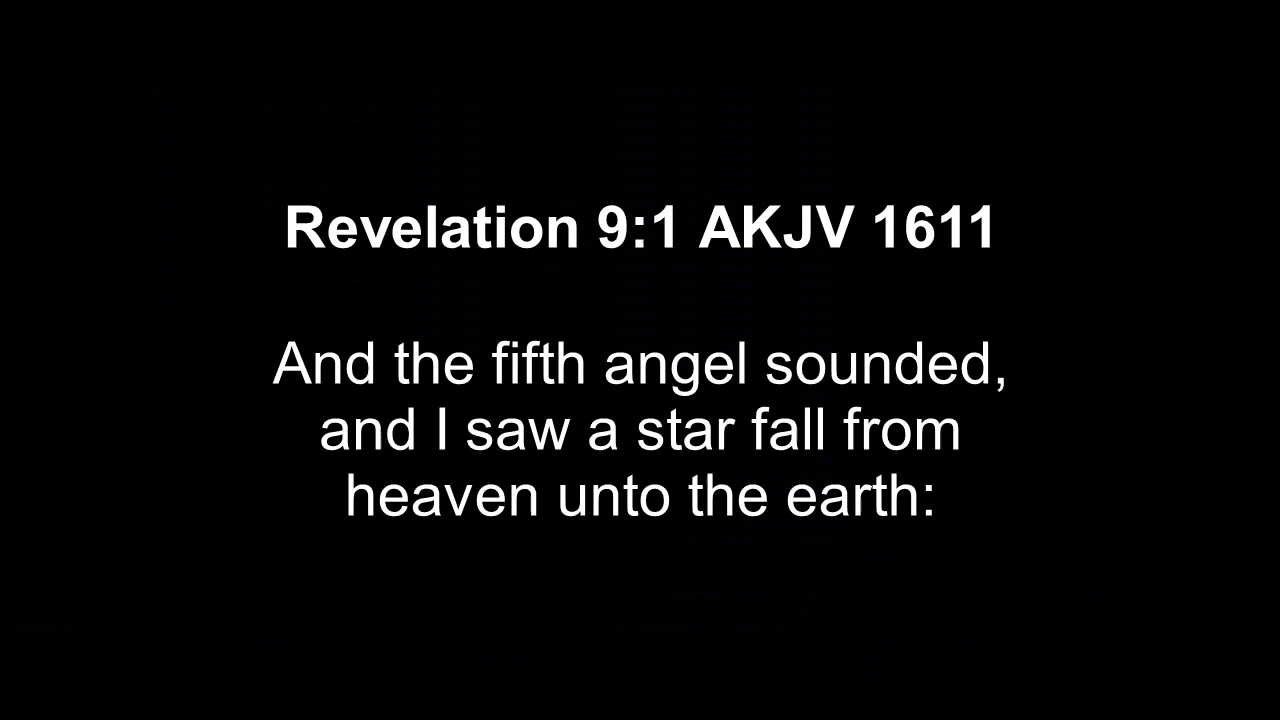 Revelation 9:1 AKJV 1611
And the fifth angel sounded,
and I saw a star fall from
heaven unto the earth: